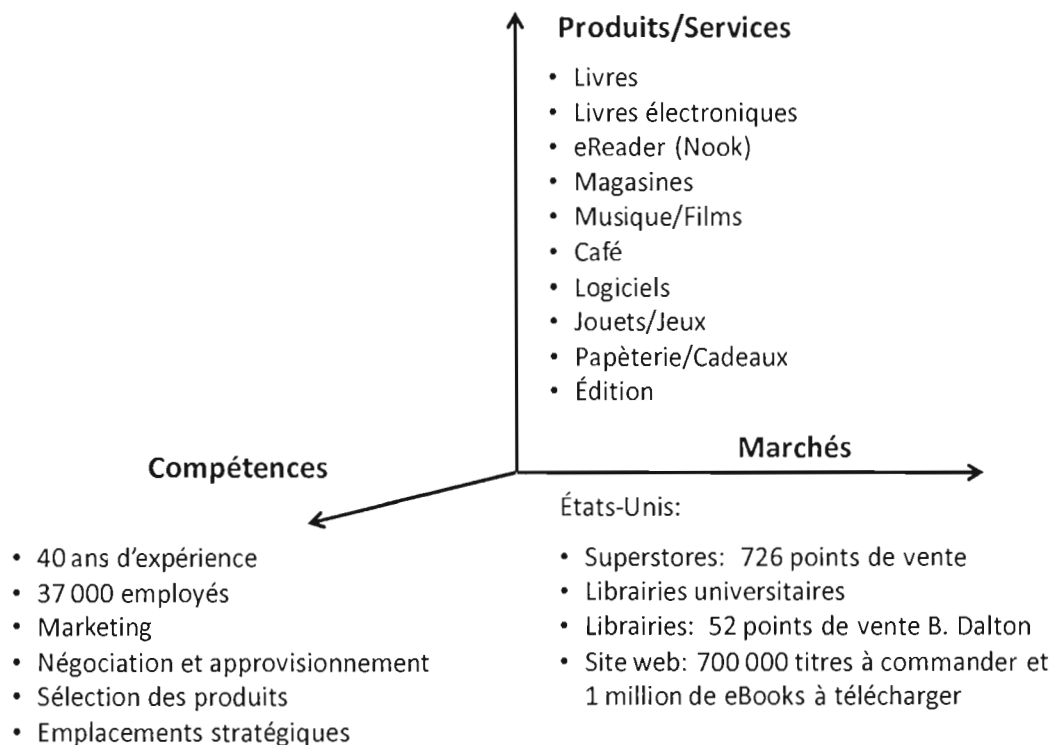 Produits/Services
• Livres
• Livres électroniques
• eReader (Nook)
• Magasines
• Musique/Films
• Café
• Logiciels
• Jouets/Jeux
• Papèterie/Cadeaux
• Édition
Compétences
• 40 ans d'expérience
• 37 000 employés
• Marketing
• Négociation et approvisionnement
• Sélection des produits
• Emplacements stratégiques
Marchés
États-Unis:
• Superstores: 726 points de vente
• Librairies universitaires
• Librairies: 52 points de vente B. Dalton
• Site web: 700 000 titres à commander et
1 million de eBooks à télécharger